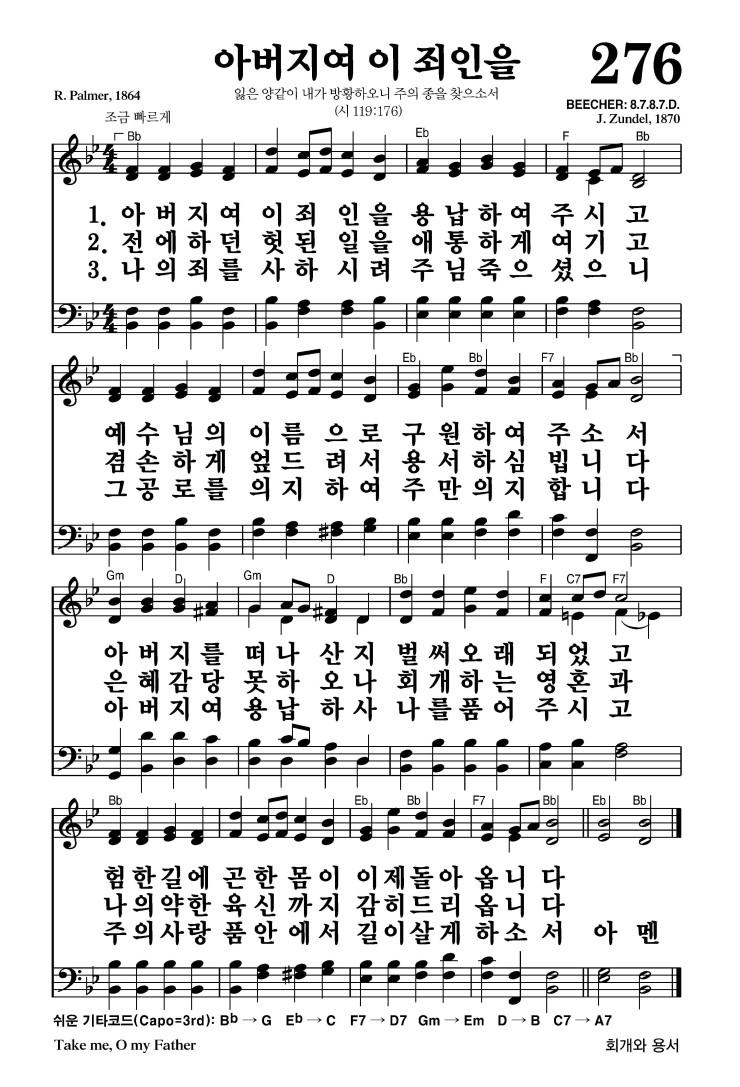 아버지여 이 죄인을
276
R. Palmer, 1864
잃은 양같이 내가 방황하오니 주의 종을 찾으소서
(시 119:176)
BEECHER: 8.7.8.7.D.
J. Zundel, 1870
조금 빠르게
Bb Eb F Bb
1. 아 버 지 여 이 죄 인 을 용 납 하 여 주 시 고
2. 전 에 하 던 헛 된 일 을 애 통 하 게 여 기 고
3. 나 의 죄 를 사 하 시 려 주 님 죽 으 셨 으 니
Eb Bb F7 Bb
예 수 님 의 이 름 으 로 구 원 하 여 주 소 서
겸 손 하 게 엎 드 려 서 용 서 하 심 빕 니 다
그 공 로 를 의 지 하 여 주 만 의 지 합 니 다
Gm D Gm D Bb F C7 F7
아 버 지 를 떠 나 산 지 벌 써 오 래 되 었 고
은 혜 감 당 못 하 오 나 회 개 하 는 영 혼 과
아 버 지 여 용 납 하 사 나 를 품 어 주 시 고
Bb Eb Bb F7 Bb Eb Bb
험 한 길 에 곤 한 몸 이 이 제 돌 아 옵 니 다
나 의 약 한 육 신 까 지 감 히 드 리 옵 니 다
주 의 사 랑 품 안 에 서 길 이 살 게 하 소 서 아 멘
쉬운 기타코드(Capo=3rd): Bb → G Eb → C F7 → D7 Gm → Em D → B C7 → A7
Take me, O my Father
회개와 용서